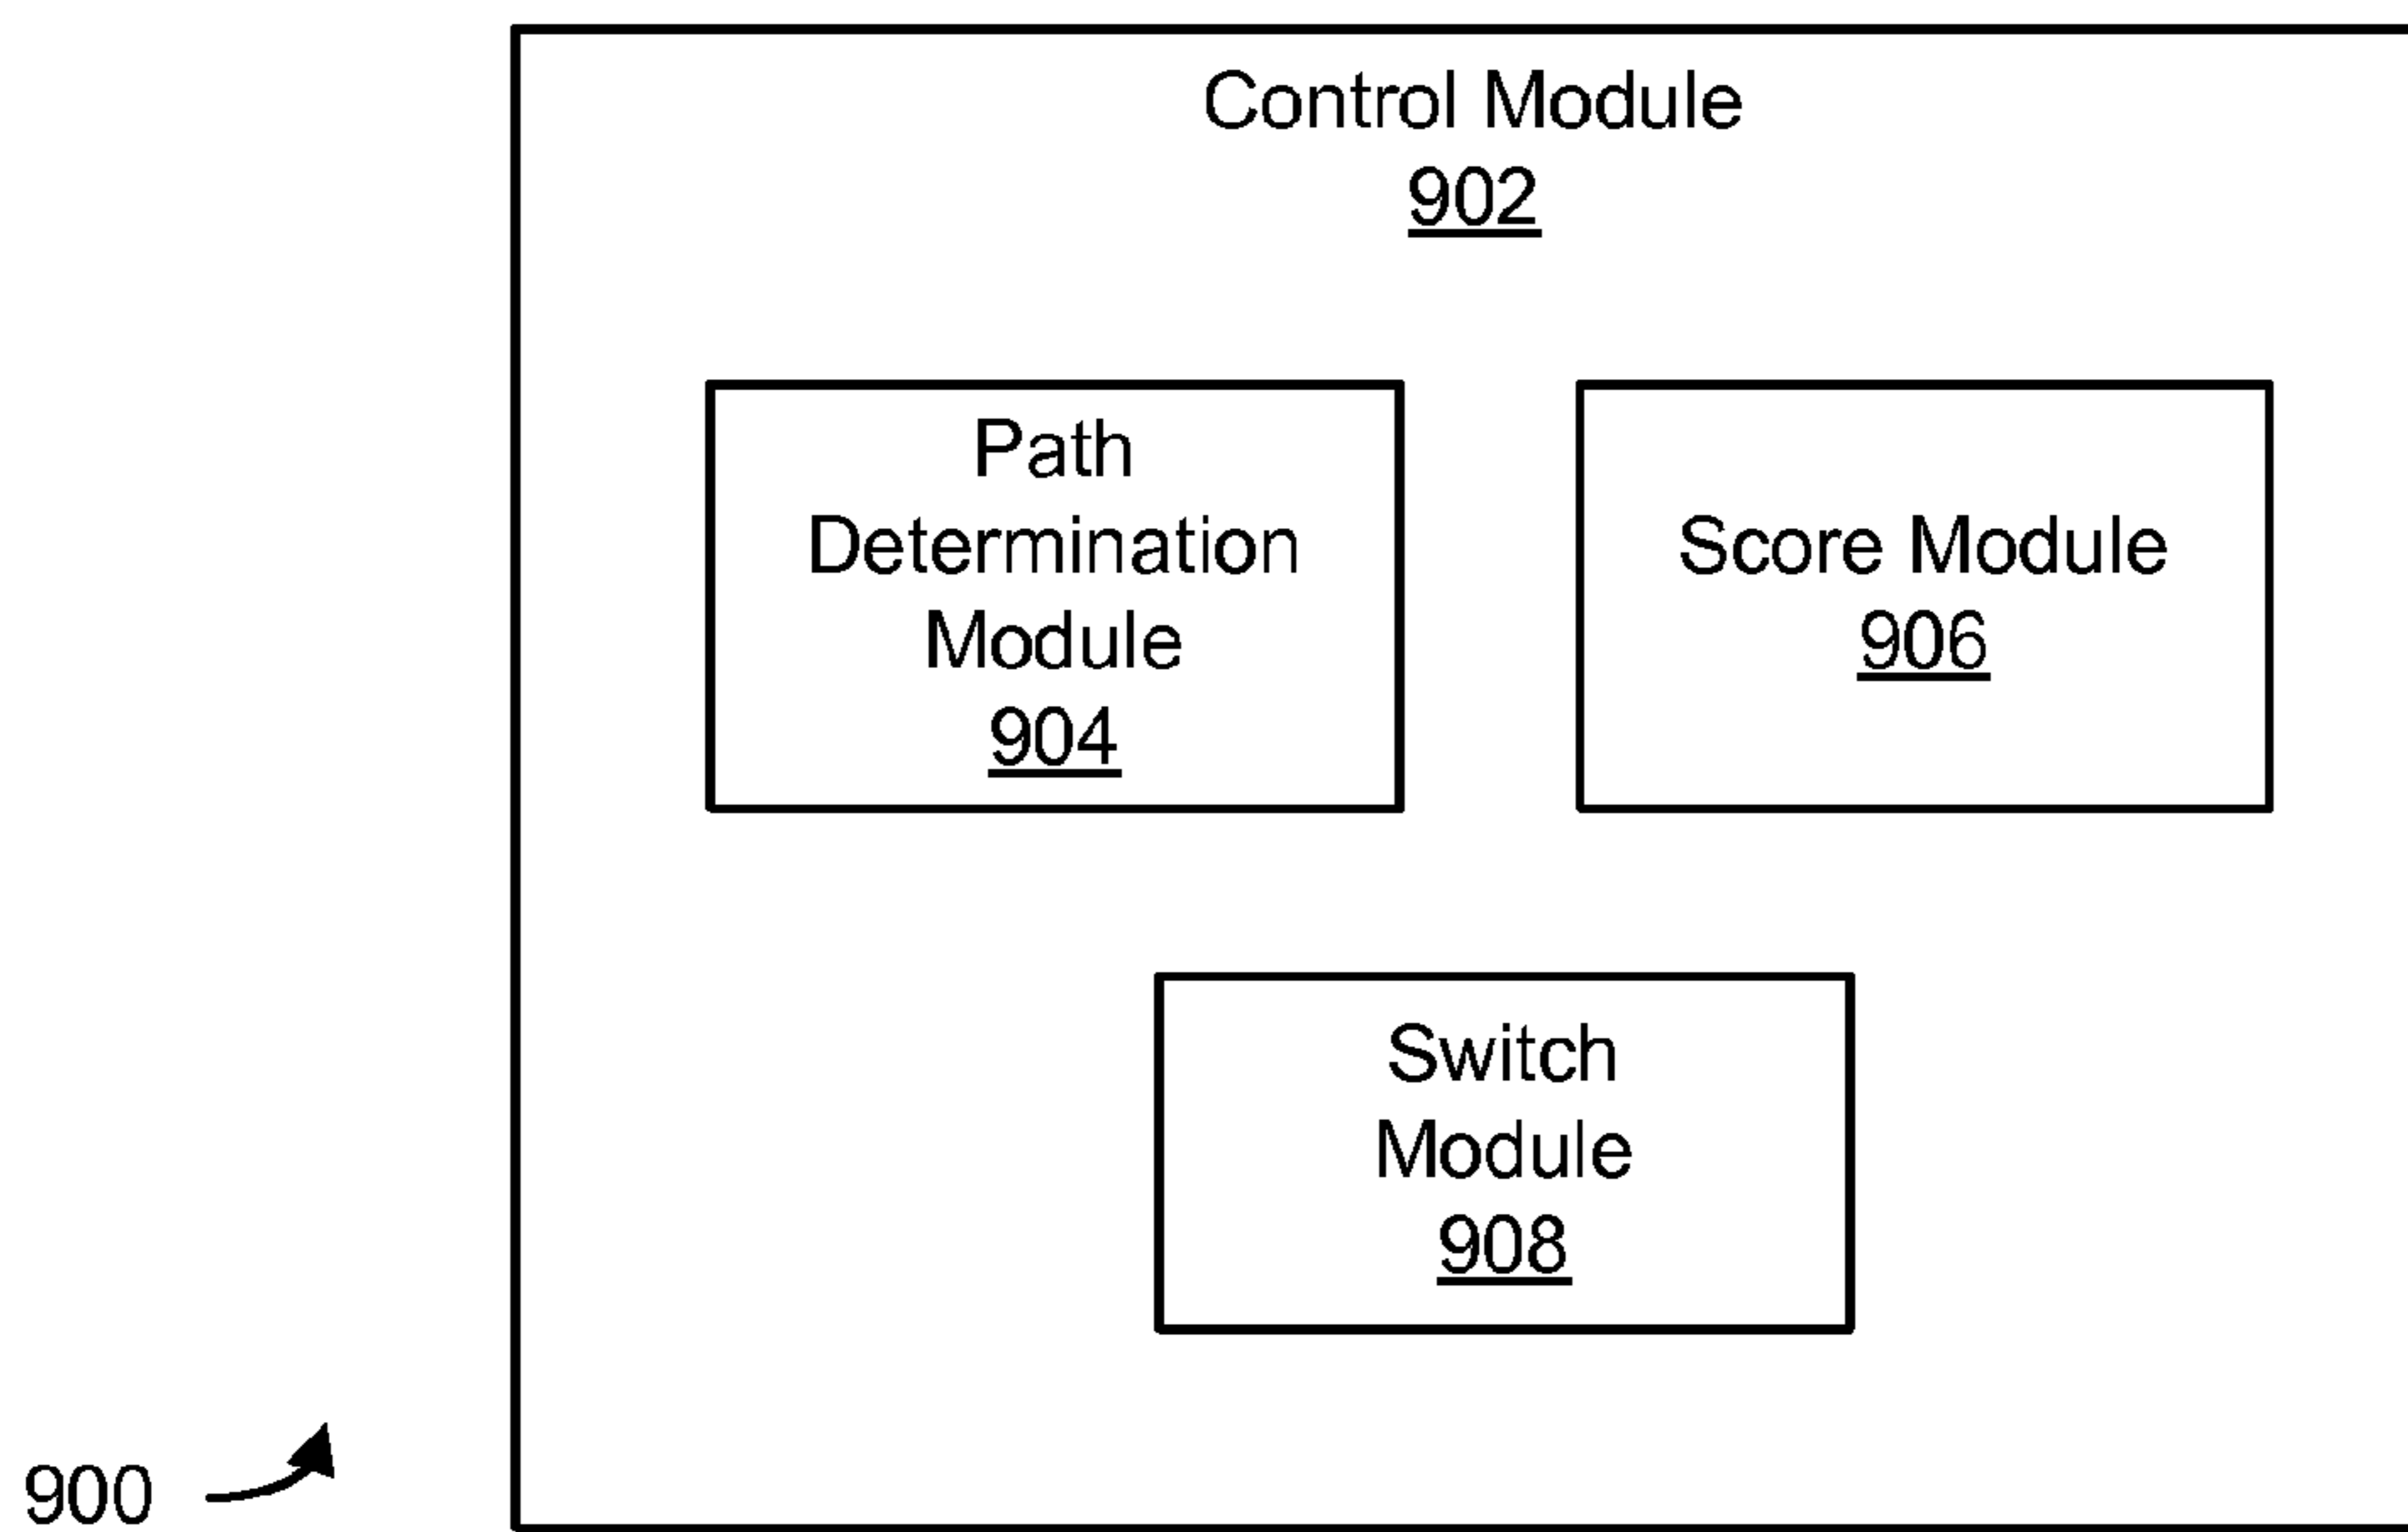 Control Module
902
Path
Determination
Module
904
Score Module
906
Switch
Module
908
900